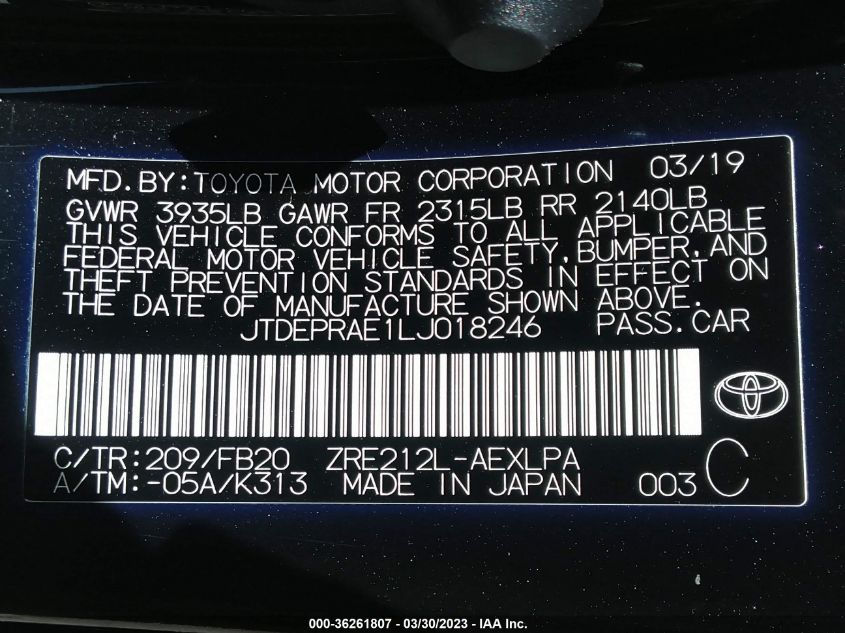 MFD.BY:TOYOTA MOTOR CORPORATION 03/19
GVWR 3935LB GAWR FR 2315LB RR 2140LB
THIS VEHICLE CONFORMS TO ALL APPLICABLE
FEDERAL MOTOR VEHICLE SAFETY,BUMPER,AND
THEFT PREVENTION STANDARDS IN EFFECT ON
THE DATE OF MANUFACTURE SHOWN ABOVE.
JTDEPRAE1LJ018246 PASS.CAR
C/TR:209/FB20 ZRE212L-AEXLPA
A/TM:-05A/K313 MADE IN JAPAN 003 C
000-36261807 — 03/30/2023 - IAA Inc.